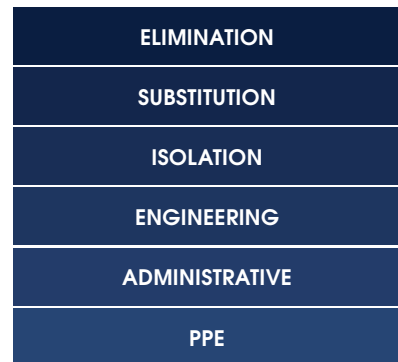 ELIMINATION
SUBSTITUTION
ISOLATION
ENGINEERING
ADMINISTRATIVE
PPE